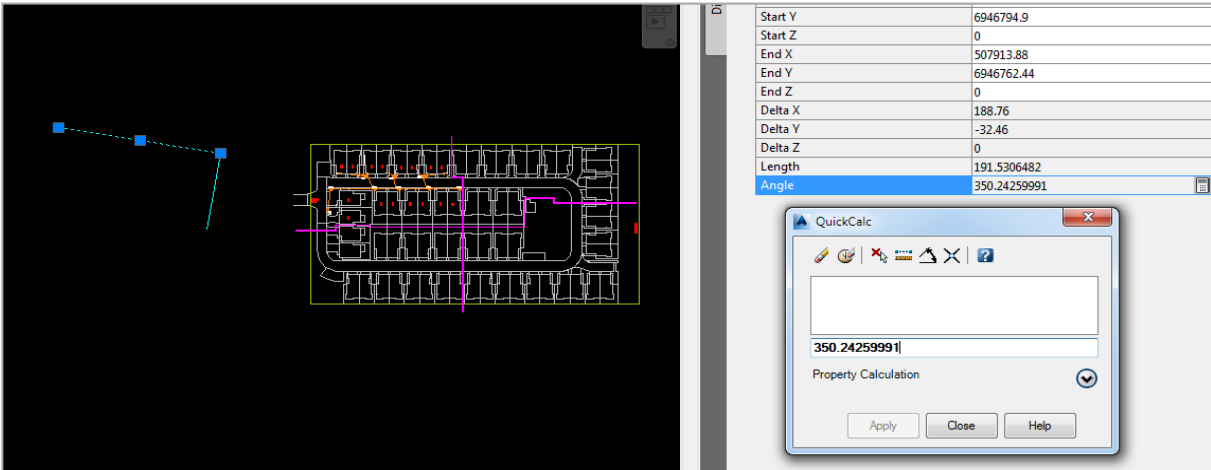 Start Y 6946794.9
Start Z 0
End X 507913.88
End Y 6946762.44
End Z 0
Delta X 188.76
Delta Y -32.46
Delta Z 0
Length 191.5306482
Angle 350.24259991
QuickCalc
350.24259991
Property Calculation
Apply Close Help